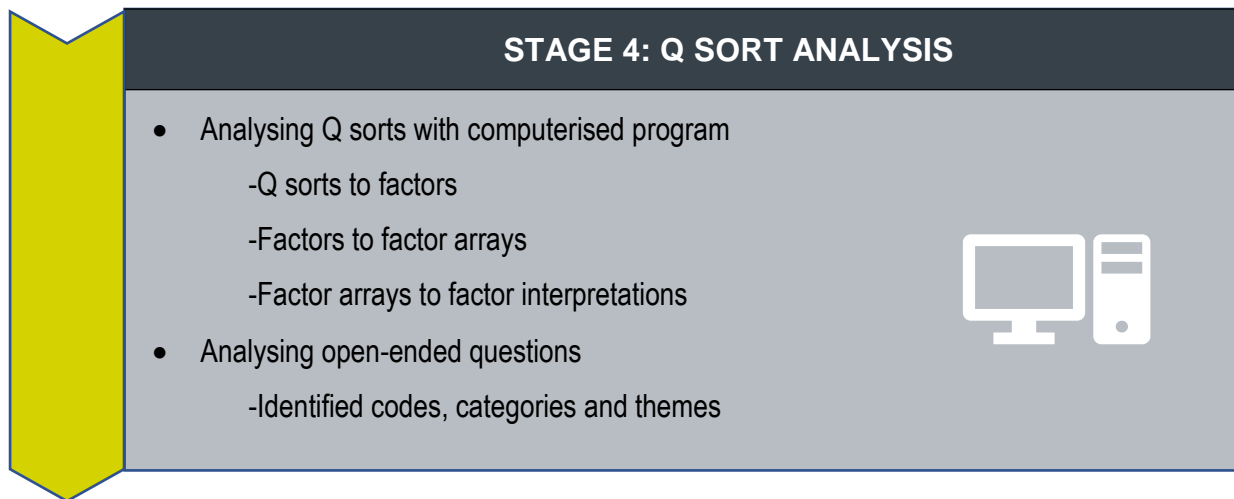 STAGE 4: Q SORT ANALYSIS
• Analysing Q sorts with computerised program
-Q sorts to factors
-Factors to factor arrays
-Factor arrays to factor interpretations
• Analysing open-ended questions
-Identified codes, categories and themes